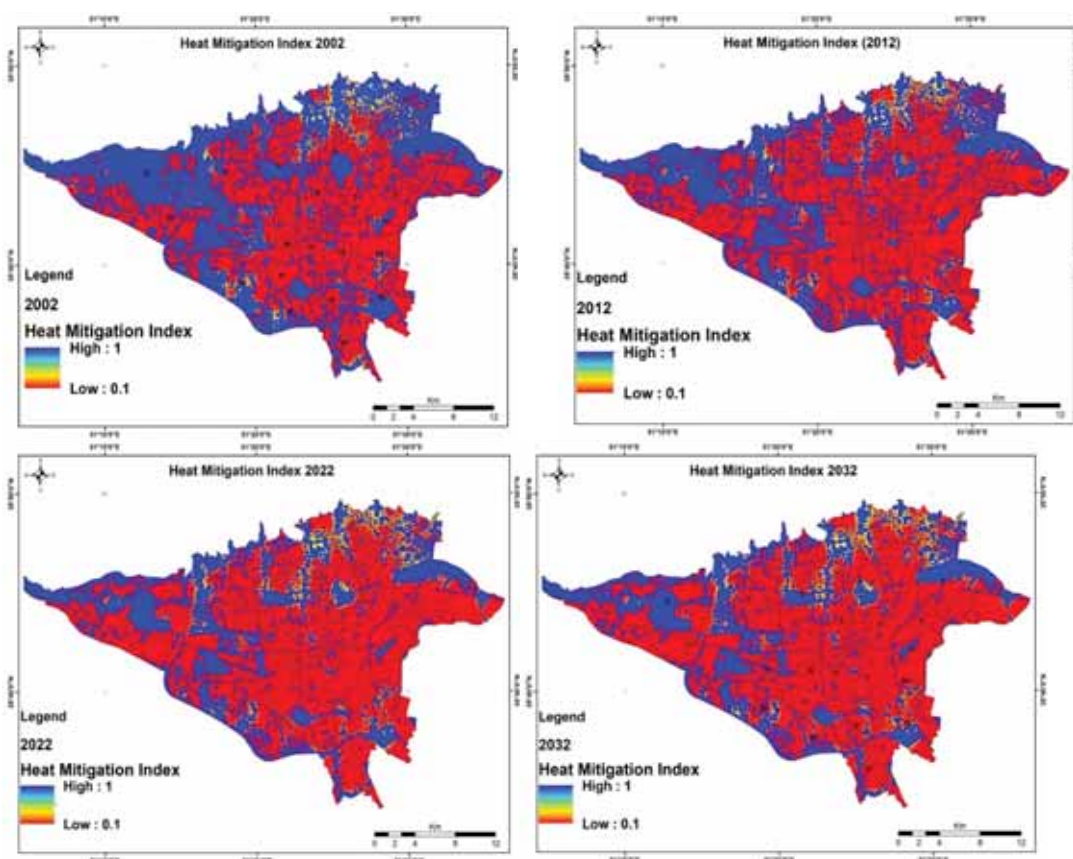 Heat Mitigation Index 2002
Legend
2002
Heat Mitigation Index
High : 1
Low : 0.1
Km
0 2 4 8 12
Heat Mitigation Index (2012)
Legend
2012
Heat Mitigation Index
High : 1
Low : 0.1
Km
0 2 4 8 12
Heat Mitigation Index 2022
Legend
2022
Heat Mitigation Index
High : 1
Low : 0.1
Km
0 2 4 8 12
Heat Mitigation Index 2032
Legend
2032
Heat Mitigation Index
High : 1
Low : 0.1
Km
0 2 4 8 12